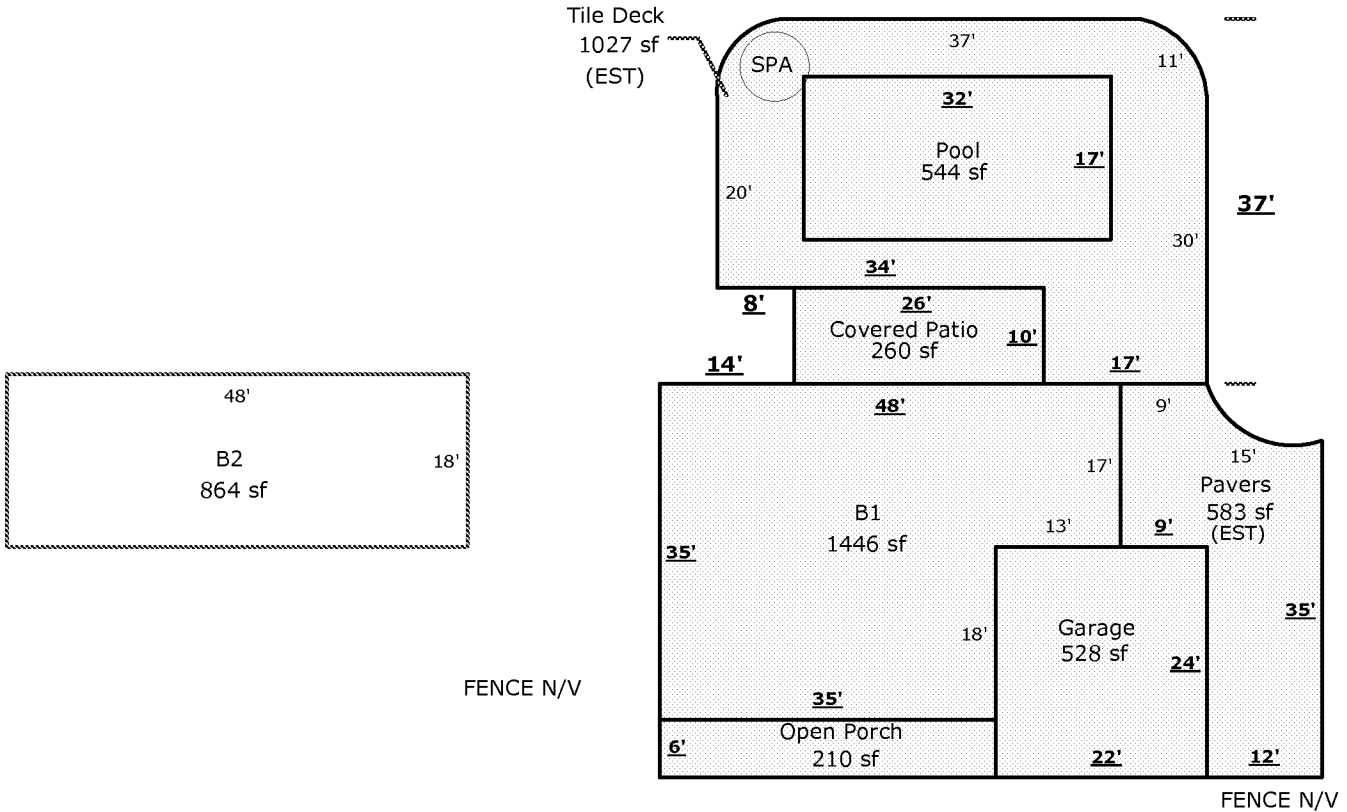 Tile Deck
1027 sf
(EST)
SPA
37'
11'
32'
Pool
544 sf
17'
20'
37'
30'
34'
8'
26'
Covered Patio
260 sf
10'
14'
17'
48'
B2
864 sf
18'
48'
9'
17'
15'
Pavers
583 sf
(EST)
B1
1446 sf
13'
9'
35'
35'
Garage
528 sf
18'
24'
FENCE N/V
35'
Open Porch
210 sf
6'
22'
12'
FENCE N/V